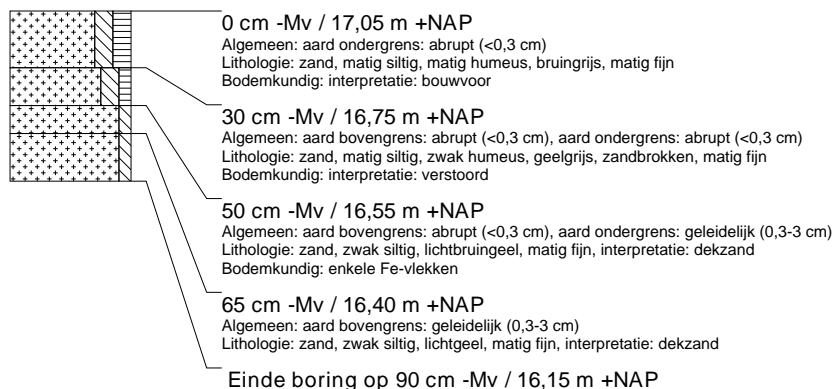 0 cm -Mv / 17,05 m +NAP
Algemeen: aard ondergrens: abrupt (<0,3 cm)
Lithologie: zand, matig siltig, matig humeus, bruingrijs, matig fijn
Bodemkundig: interpretatie: bouwvoor
30 cm -Mv / 16,75 m +NAP
Algemeen: aard bovengrens: abrupt (<0,3 cm), aard ondergrens: abrupt (<0,3 cm)
Lithologie: zand, matig siltig, zwak humeus, geelgrijs, zandbrokken, matig fijn
Bodemkundig: interpretatie: verstoord
50 cm -Mv / 16,55 m +NAP
Algemeen: aard bovengrens: abrupt (<0,3 cm), aard ondergrens: geleidelijk (0,3-3 cm)
Lithologie: zand, zwak siltig, lichtbruingeel, matig fijn, interpretatie: dekzand
Bodemkundig: enkele Fe-vlekken
65 cm -Mv / 16,40 m +NAP
Algemeen: aard bovengrens: geleidelijk (0,3-3 cm)
Lithologie: zand, zwak siltig, lichtgeel, matig fijn, interpretatie: dekzand
Einde boring op 90 cm -Mv / 16,15 m +NAP